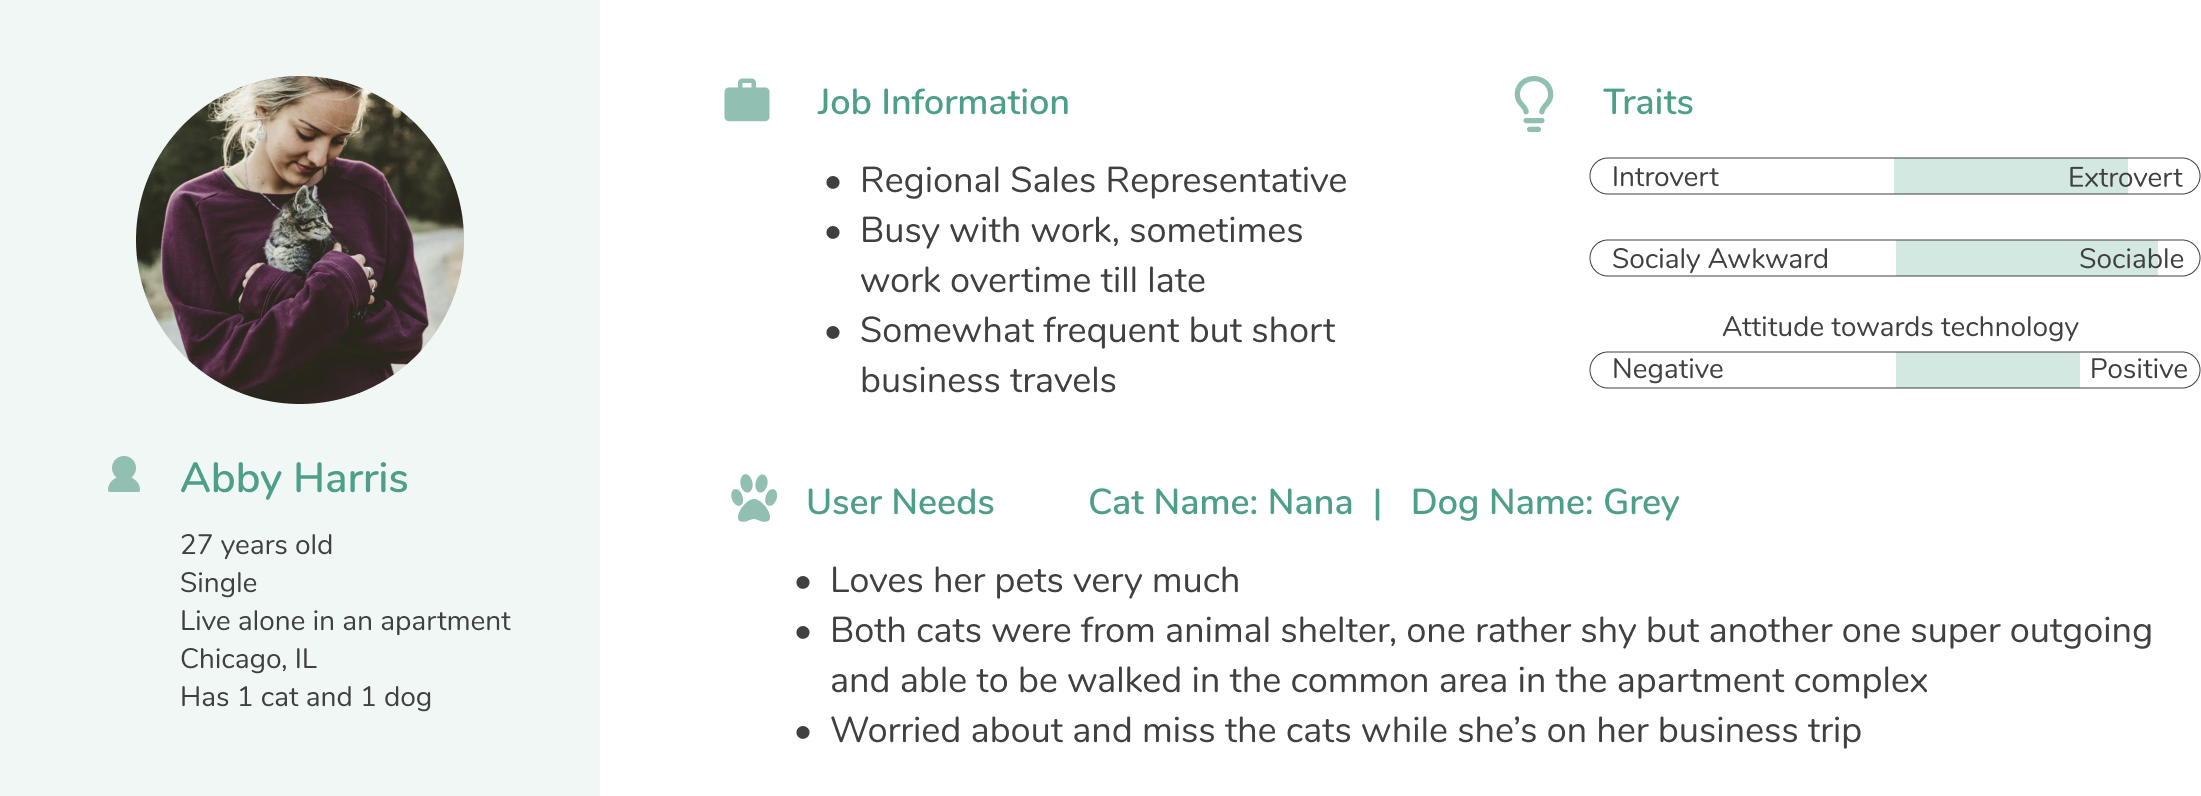 Abby Harris
27 years old
Single
Live alone in an apartment
Chicago, IL
Has 1 cat and 1 dog
Job Information
• Regional Sales Representative
• Busy with work, sometimes
work overtime till late
• Somewhat frequent but short
business travels
Traits
Introvert Extrovert
Socialy Awkward Sociable
Attitude towards technology
Negative Positive
User Needs Cat Name: Nana | Dog Name: Grey
• Loves her pets very much
• Both cats were from animal shelter, one rather shy but another one super outgoing
and able to be walked in the common area in the apartment complex
• Worried about and miss the cats while she’s on her business trip